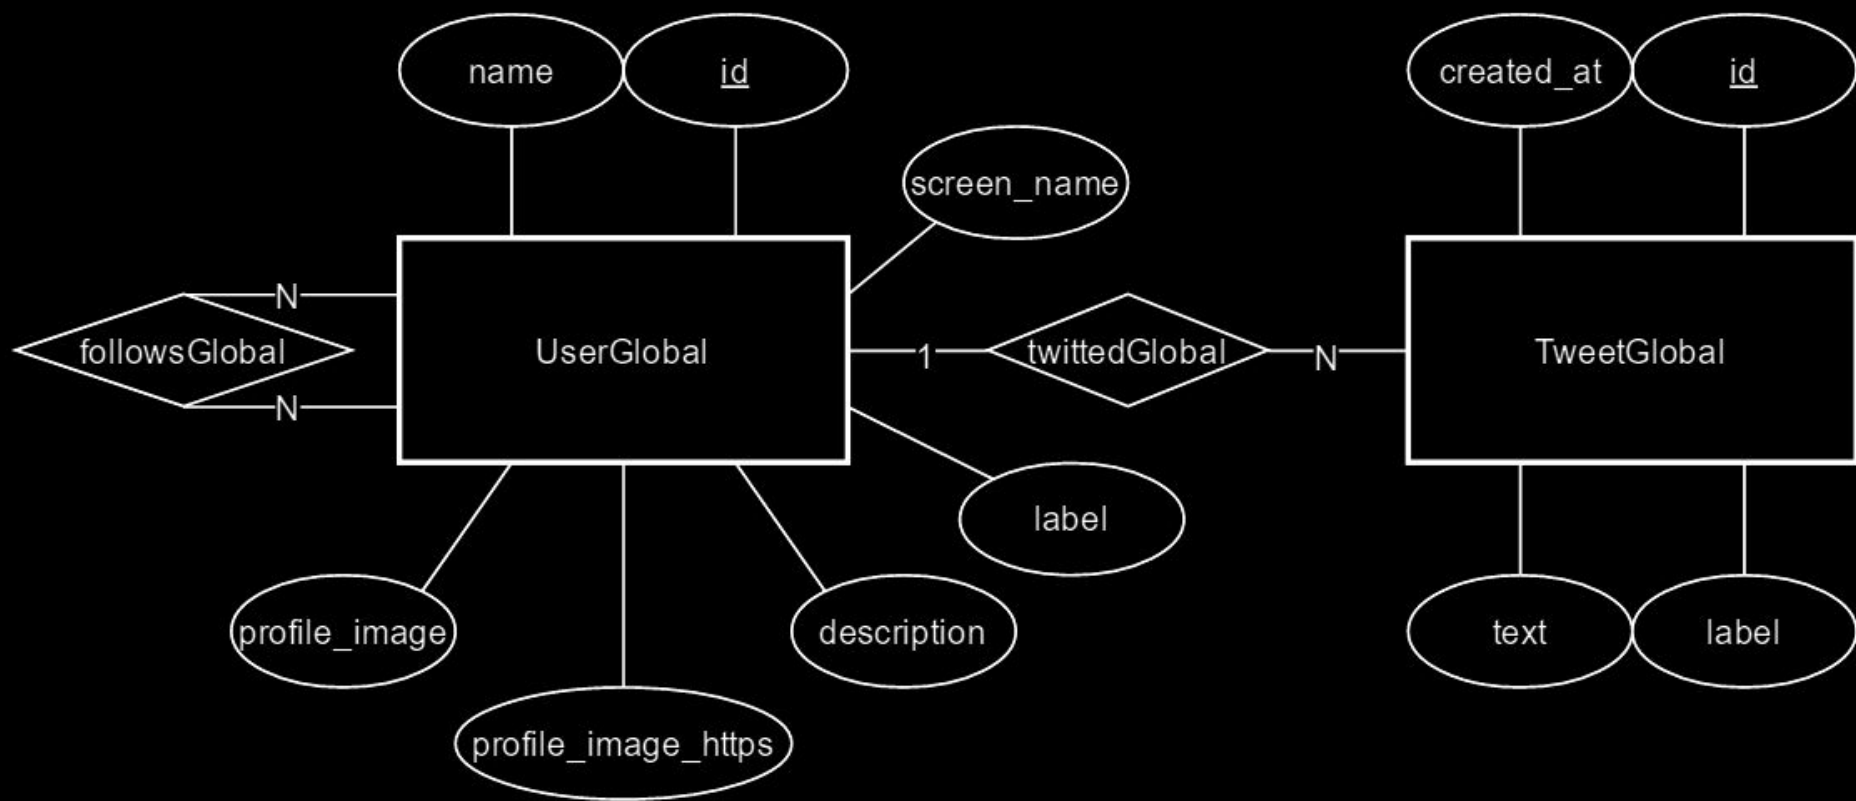 name
id
created_at
id
screen_name
N
followsGlobal
UserGlobal
1
twittedGlobal
N
TweetGlobal
N
label
profile_image
description
text
label
profile_image_https